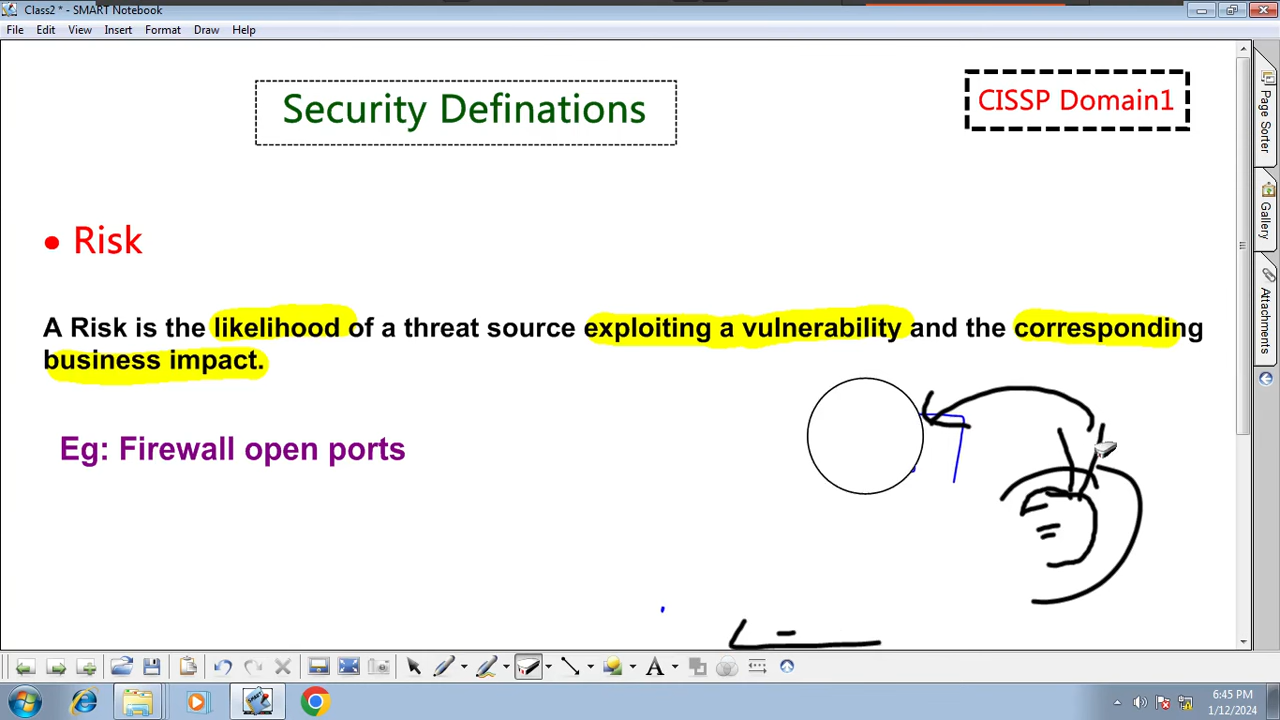 Class2 * - SMART Notebook
File Edit View Insert Format Draw Help
Security Definations
CISSP Domain1
• Risk
A Risk is the likelihood of a threat source exploiting a vulnerability and the corresponding
business impact.
Eg: Firewall open ports
Page Sorter
Gallery
Attachments
A
6:45 PM
1/12/2024